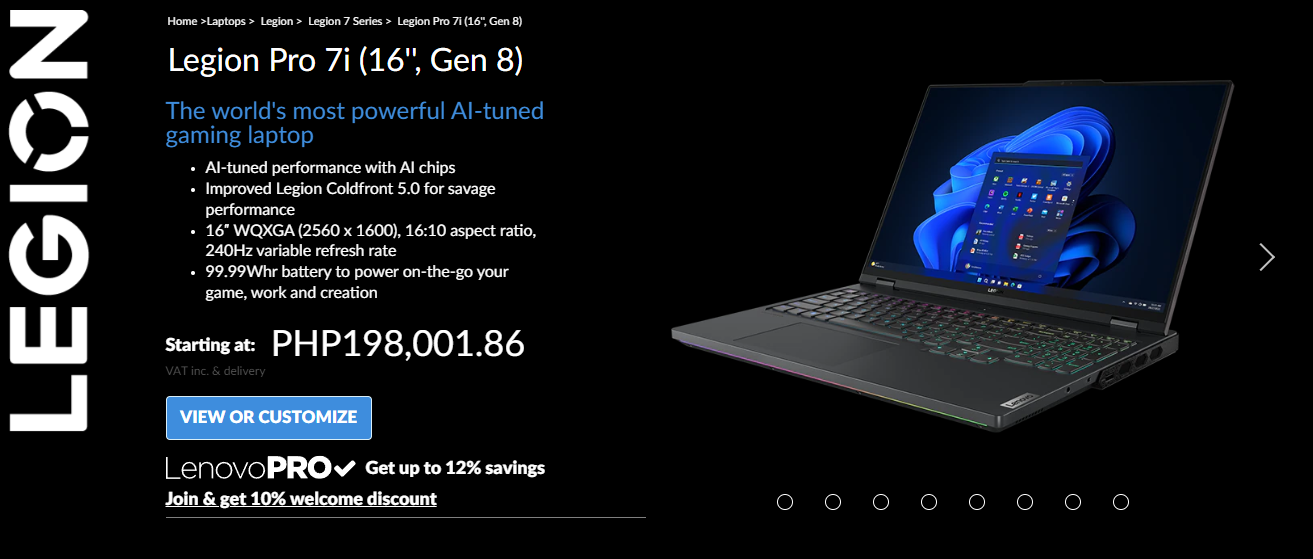 LEGION
Home >Laptops > Legion > Legion 7 Series > Legion Pro 7i (16", Gen 8)
Legion Pro 7i (16'', Gen 8)
The world's most powerful AI-tuned
gaming laptop
• AI-tuned performance with AI chips
• Improved Legion Coldfront 5.0 for savage
performance
• 16″ WQXGA (2560 x 1600), 16:10 aspect ratio,
240Hz variable refresh rate
• 99.99Whr battery to power on-the-go your
game, work and creation
Starting at: PHP198,001.86
VAT inc. & delivery
VIEW OR CUSTOMIZE
LenovoPRO Get up to 12% savings
Join & get 10% welcome discount
Lenovo